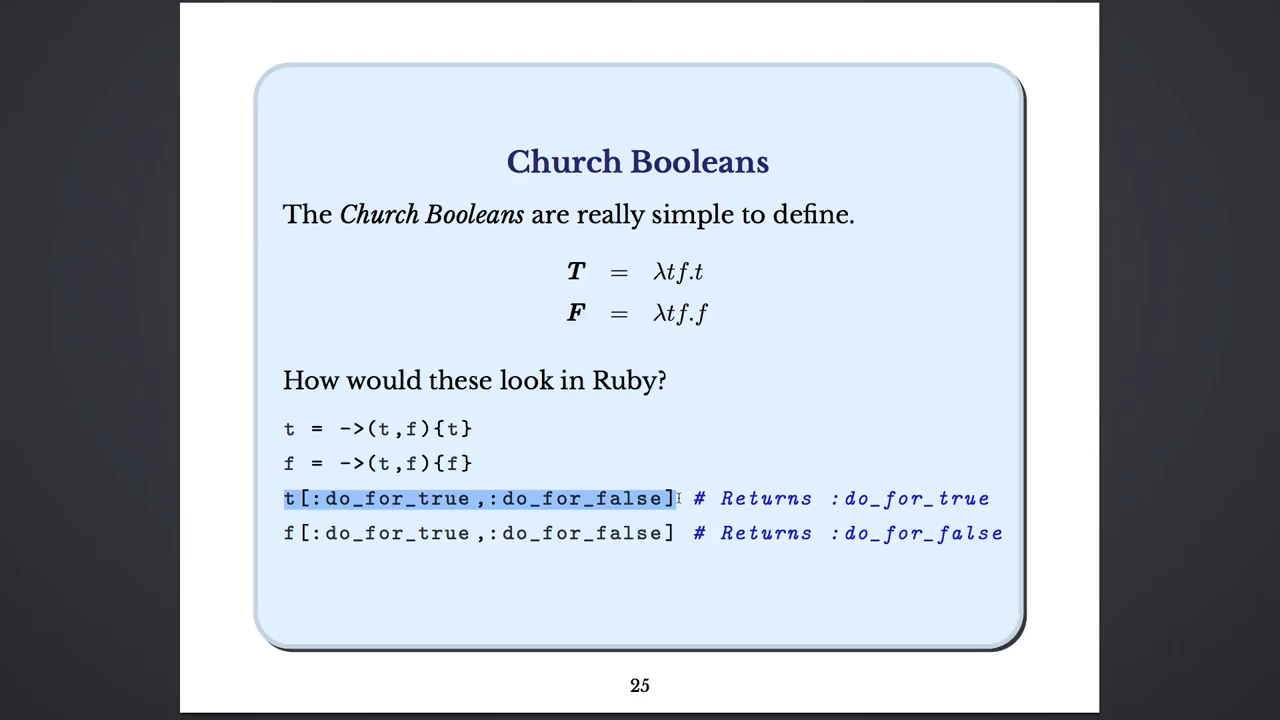 Church Booleans
The Church Booleans are really simple to define.
T = λtf.t
F = λtf.f
How would these look in Ruby?
t = ->(t,f){t}
f = ->(t,f){f}
t[:do_for_true,:do_for_false] # Returns :do_for_true
f[:do_for_true,:do_for_false] # Returns :do_for_false
25